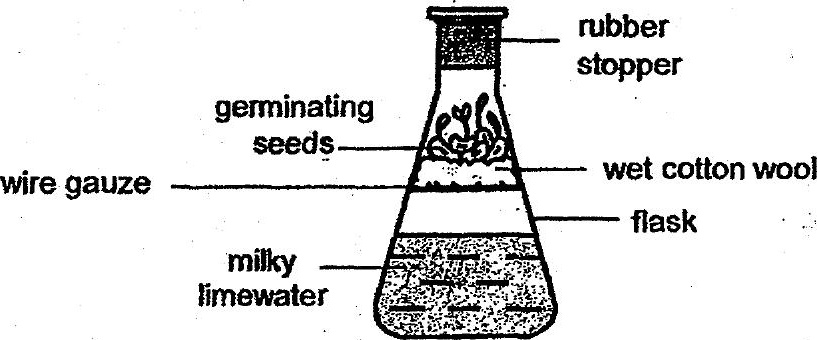 rubber
stopper
germinating
seeds
wet cotton wool
wire gauze
flask
milky
limewater